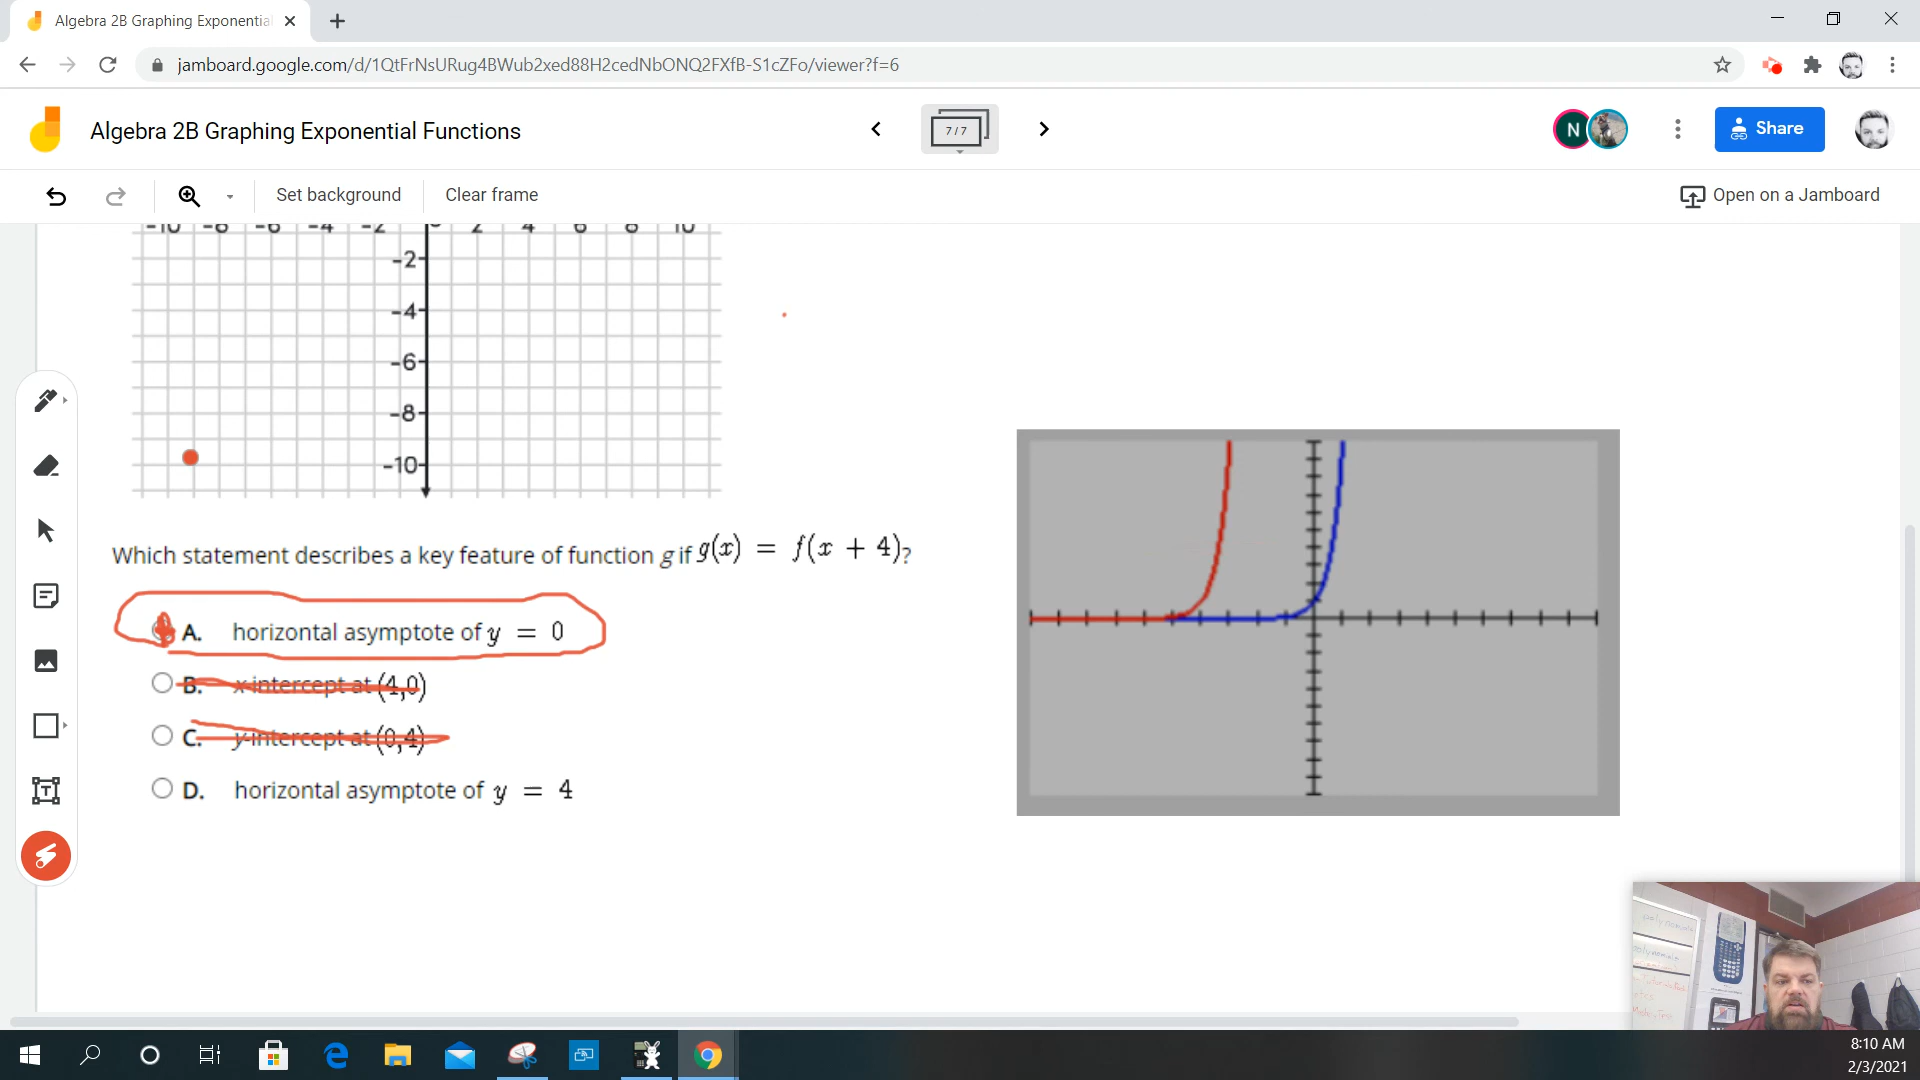 Algebra 2B Graphing Exponential
jamboard.google.com/d/1QtFrNsURug4BWub2xed88H2cedNbONQ2FXfB-S1cZFo/viewer?f=6
Algebra 2B Graphing Exponential Functions
7 / 7
N
Share
Set background
Clear frame
Open on a Jamboard
-10 -8 -6 -4 -2 0 2 4 6 8 10
-2
-4
-6
-8
-10
Which statement describes a key feature of function g if g(x) = f(x + 4)?
A. horizontal asymptote of y = 0
B. x-intercept at (4,0)
C. y-intercept at (0,4)
D. horizontal asymptote of y = 4
8:10 AM
2/3/2021